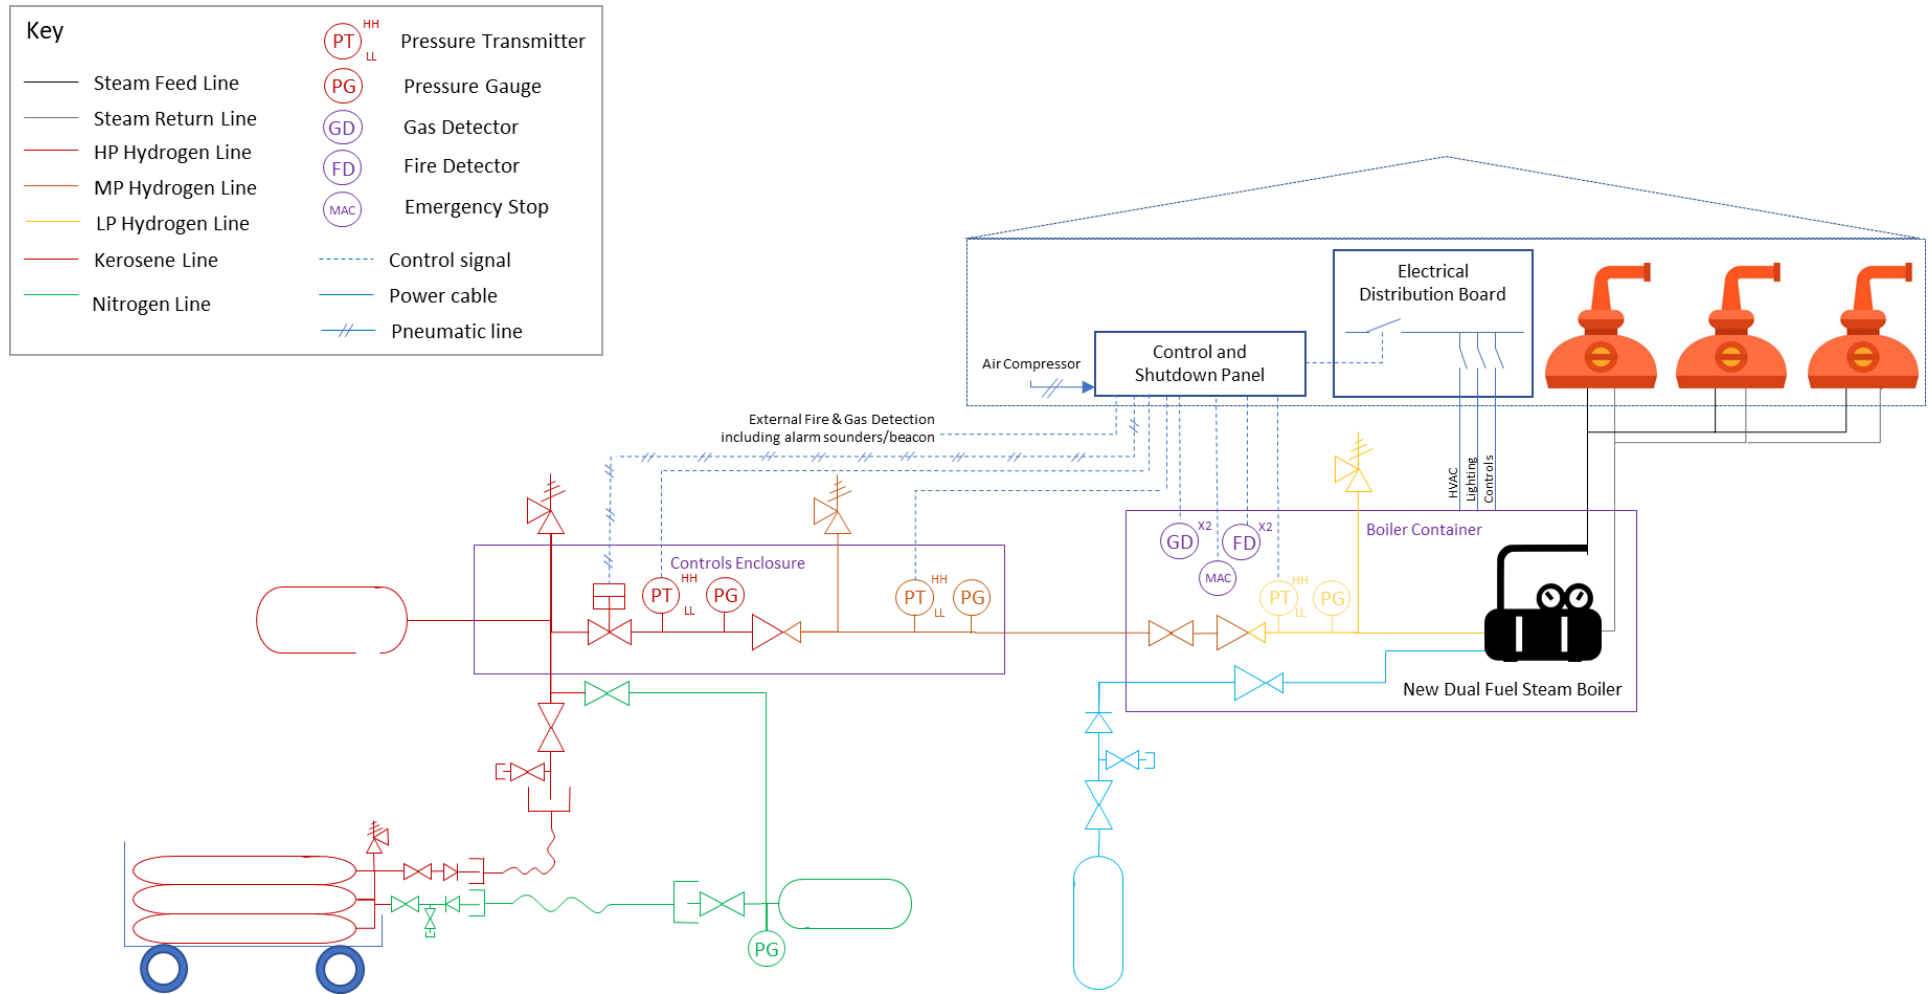 Key
Steam Feed Line
Steam Return Line
HP Hydrogen Line
MP Hydrogen Line
LP Hydrogen Line
Kerosene Line
Nitrogen Line
PT HH LL Pressure Transmitter
PG Pressure Gauge
GD Gas Detector
FD Fire Detector
MAC Emergency Stop
Control signal
Power cable
Pneumatic line
Electrical
Distribution Board
Control and
Shutdown Panel
Air Compressor
External Fire & Gas Detection
including alarm sounders/beacon
HVAC
Lighting
Controls
Controls Enclosure
PT HH LL
PG
PT HH LL
PG
Boiler Container
GD X2
FD X2
MAC
PT HH LL
PG
New Dual Fuel Steam Boiler
PG